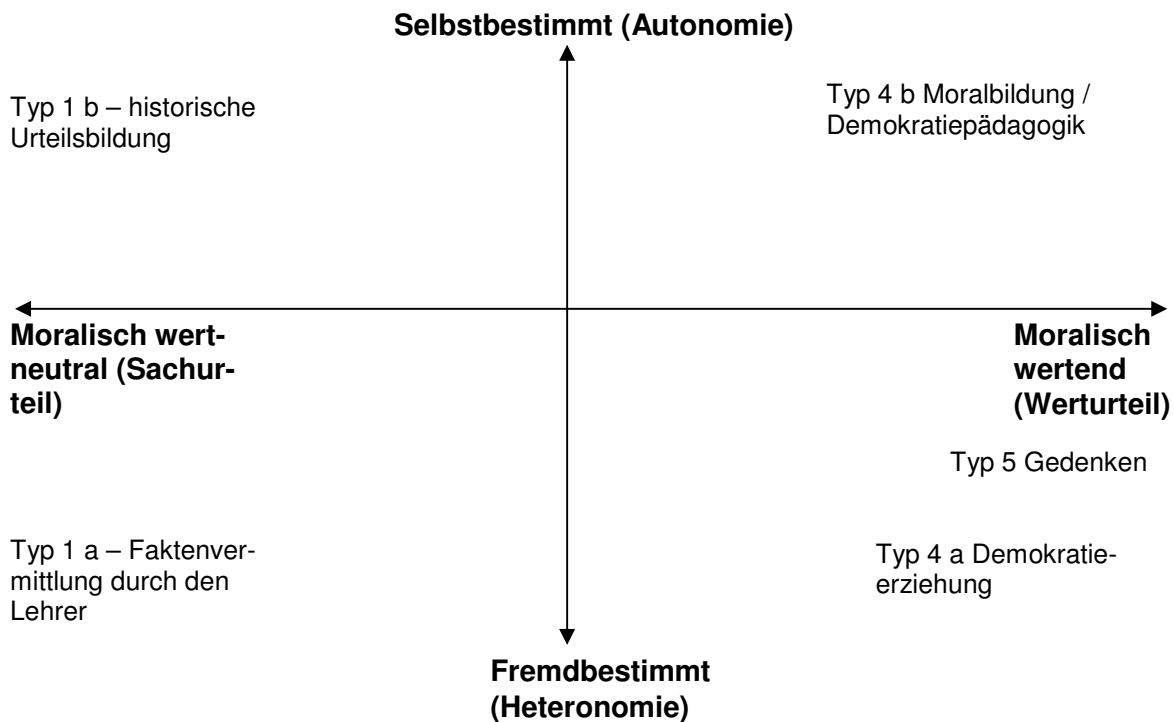 Selbstbestimmt (Autonomie)
Typ 1 b – historische
Urteilsbildung
Typ 4 b Moralbildung /
Demokratiepädagogik
Moralisch wert-
neutral (Sachur-
teil)
Moralisch
wertend
(Werturteil)
Typ 5 Gedenken
Typ 1 a – Faktenver-
mittlung durch den
Lehrer
Typ 4 a Demokratie-
erziehung
Fremdbestimmt
(Heteronomie)